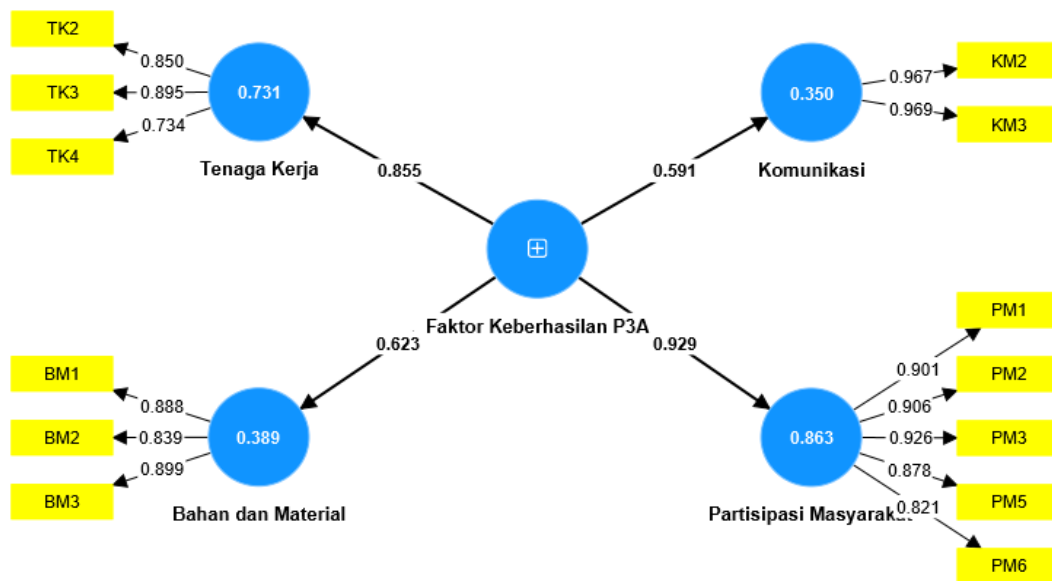 TK2
0.850
TK3
0.895
TK4
0.734
0.731
Tenaga Kerja
0.855
KM2
0.967
KM3
0.969
0.350
Komunikasi
0.591
Faktor Keberhasilan P3A
0.623
0.929
BM1
0.888
BM2
0.839
BM3
0.899
0.389
Bahan dan Material
PM1
0.901
PM2
0.906
PM3
0.926
PM5
0.878
PM6
0.821
0.863
Partisipasi Masyarakat